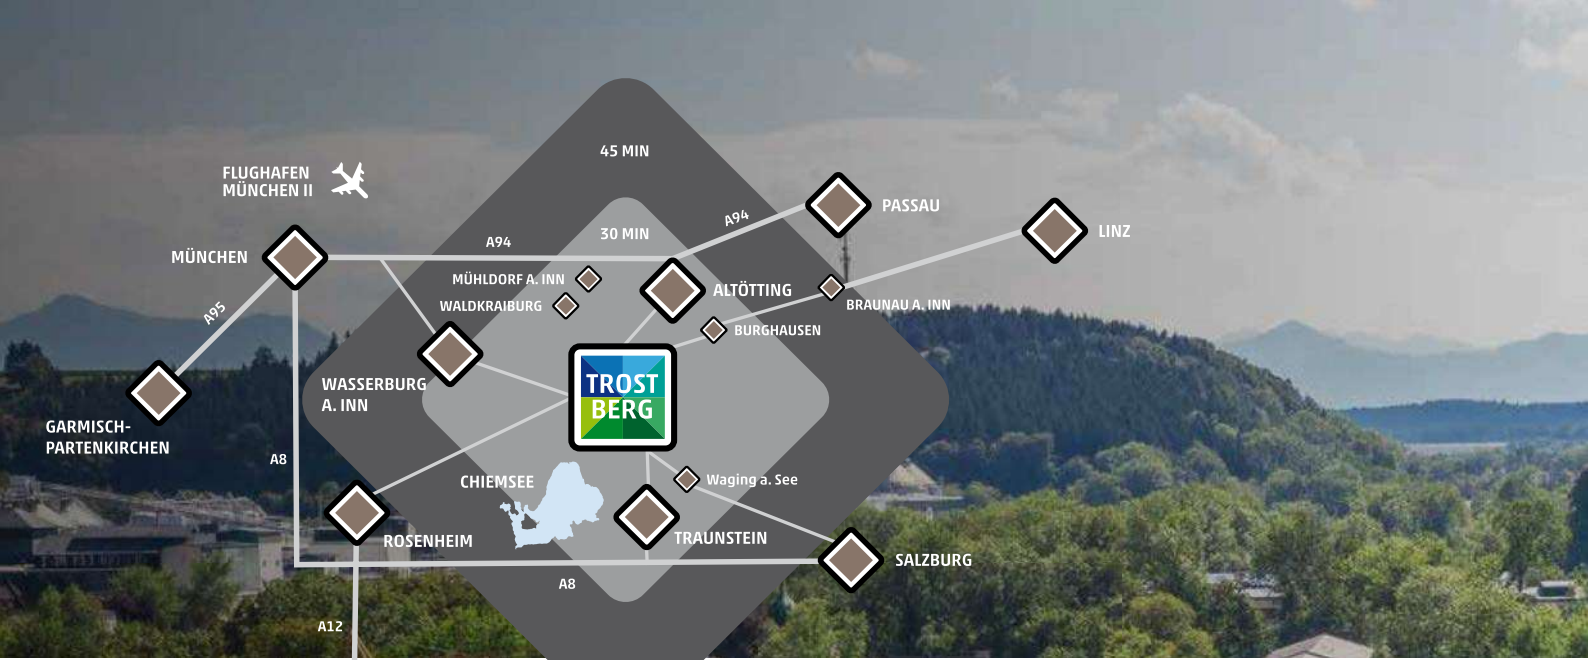 45 MIN
FLUGHAFEN
MÜNCHEN II
PASSAU
A94
LINZ
30 MIN
A94
MÜNCHEN
MÜHLDORF A. INN
ALTÖTTING
WALDKRAIBURG
BRAUNAU A. INN
A95
BURGHAUSEN
WASSERBURG
A. INN
TROST
BERG
GARMISCH-
PARTENKIRCHEN
A8
CHIEMSEE
Waging a. See
ROSENHEIM
TRAUNSTEIN
SALZBURG
A8
A12